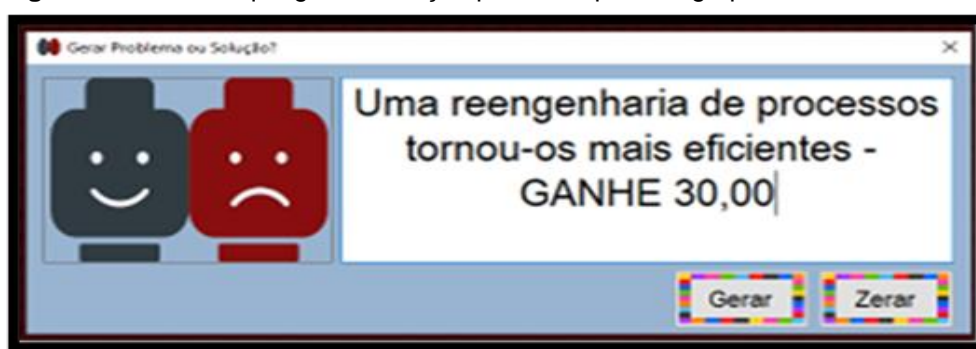 Gerar Problema ou Solução?
Uma reengenharia de processos
tornou-os mais eficientes -
GANHE 30,00
Gerar
Zerar